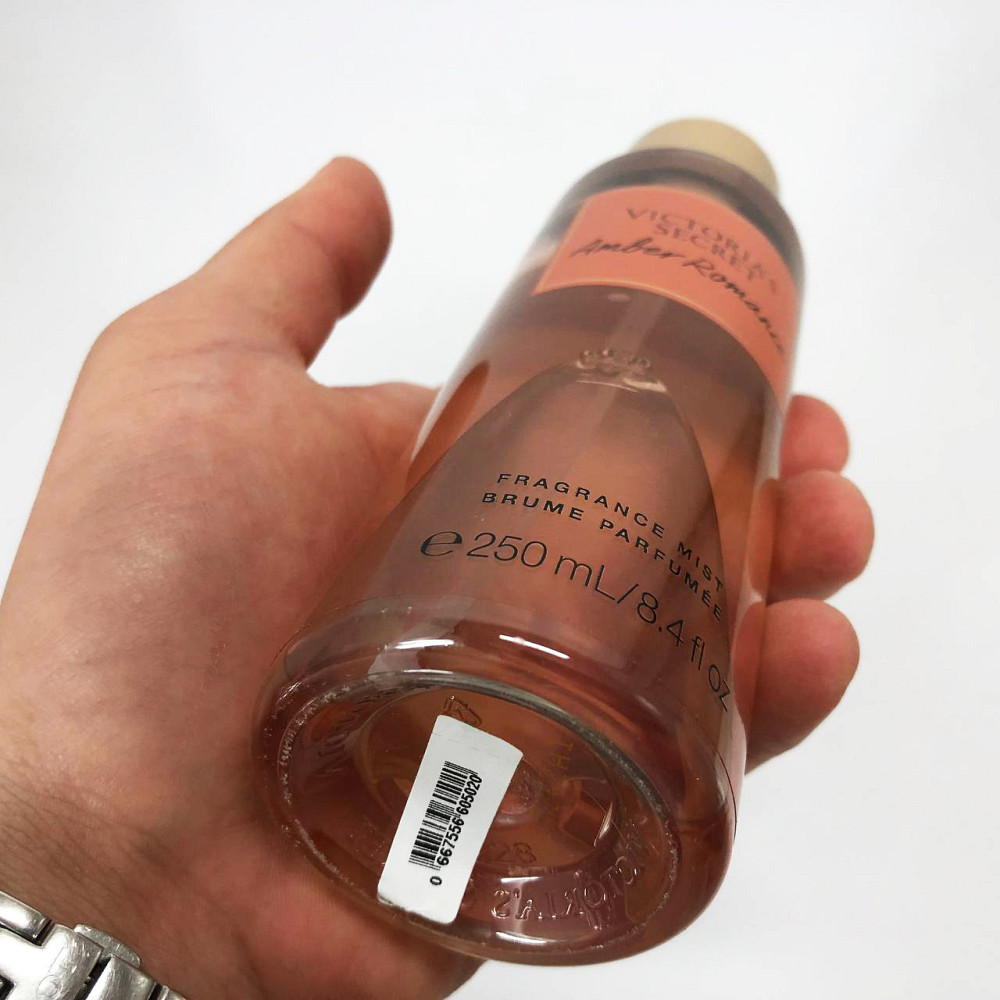 VICTORIA'S
SECRET
Amber Romance
FRAGRANCE MIST
BRUME PARFUMÉE
℮ 250 mL/8.4 fl oz
0 667556 605020